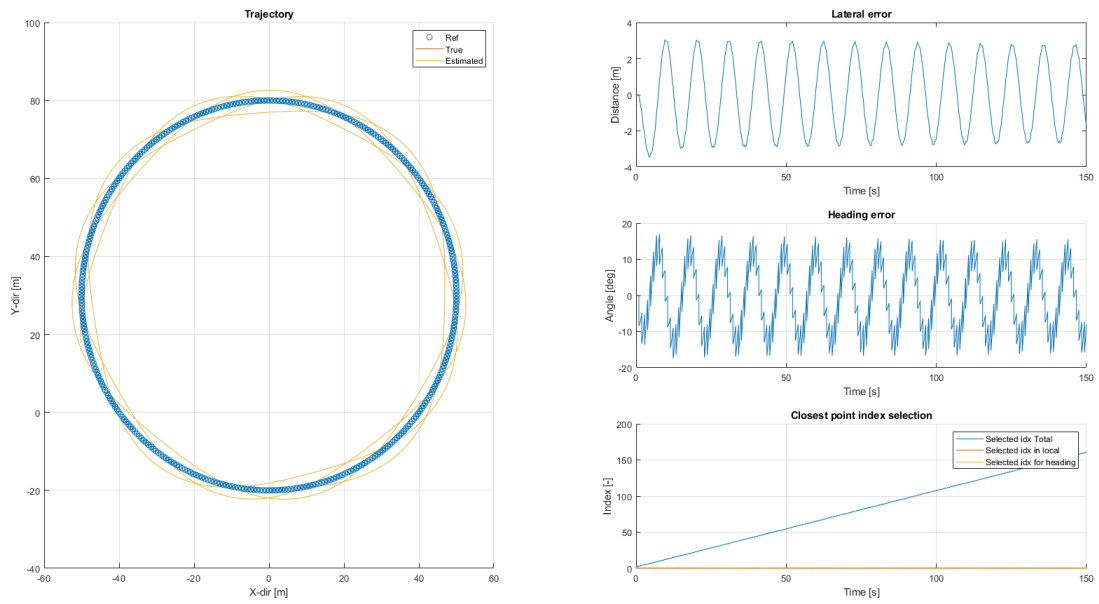 Trajectory
Ref
True
Estimated
100
80
60
40
20
0
-20
-40
-60
-40
-20
0
20
40
60
Y-dir [m]
X-dir [m]
Lateral error
4
2
0
-2
-4
0
50
100
150
Distance [m]
Time [s]
Heading error
20
10
0
-10
-20
0
50
100
150
Angle [deg]
Time [s]
Closest point index selection
Selected idx Total
Selected idx in local
Selected idx for heading
200
150
100
50
0
0
50
100
150
Index [-]
Time [s]